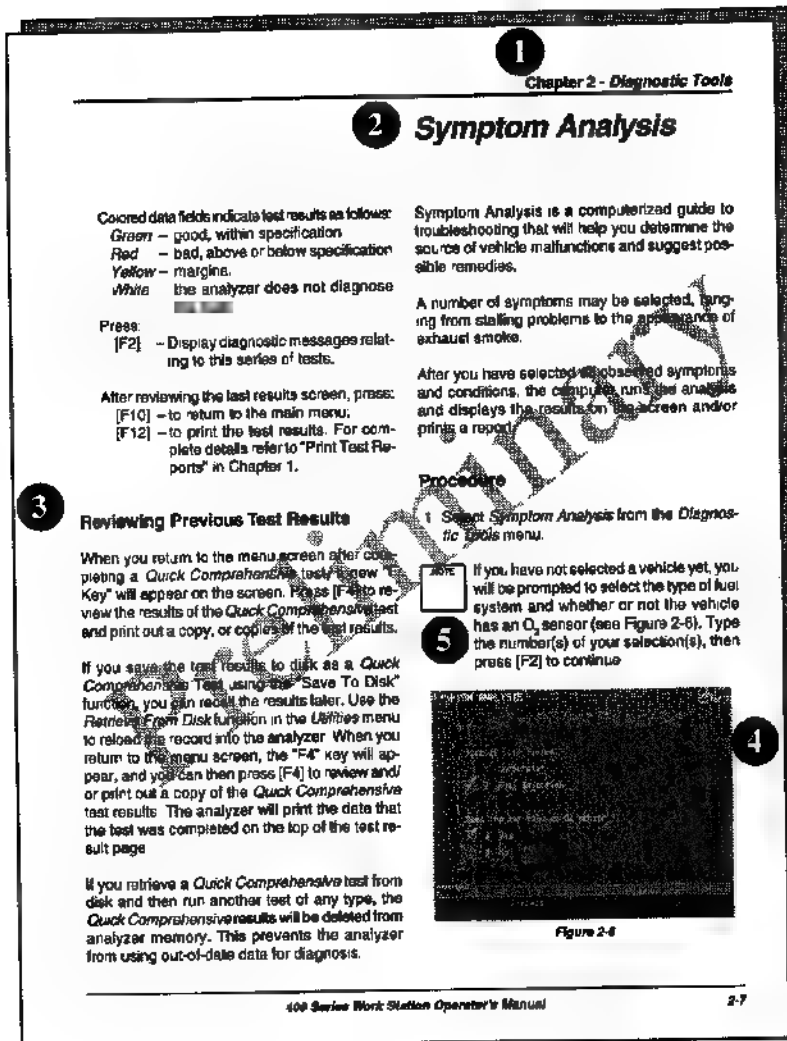 1
Chapter 2 - Diagnostic Tools
2
Symptom Analysis
Colored data fields indicate test results as follows:
Green – good, within specification
Red – bad, above or below specification
Yellow – margina.
White the analyzer does not diagnose
Press:
[F2] – Display diagnostic messages relat-
ing to this series of tests.
After reviewing the last results screen, press:
[F10] – to return to the main menu;
[F12] – to print the test results. For com-
plete details refer to "Print Test Re-
ports" in Chapter 1.
3
Reviewing Previous Test Results
When you return to the menu screen after com-
pleting a Quick Comprehensive test, a new
Key" will appear on the screen. Press [F4] to re-
view the results of the Quick Comprehensive test
and print out a copy, or copies of the test results.
If you save the test results to disk as a Quick
Comprehensive Test using the "Save To Disk"
function, you can recall the results later. Use the
Retrieve From Disk function in the Utilities menu
to reload the record into the analyzer When you
return to the menu screen, the "F4" key will ap-
pear, and you can then press [F4] to review and/
or print out a copy of the Quick Comprehensive
test results The analyzer will print the date that
the test was completed on the top of the test re-
sult page
If you retrieve a Quick Comprehensive test from
disk and then run another test of any type, the
Quick Comprehensive results will be deleted from
analyzer memory. This prevents the analyzer
from using out-of-date data for diagnosis.
Symptom Analysis is a computerized guide to
troubleshooting that will help you determine the
source of vehicle malfunctions and suggest pos-
sible remedies.
A number of symptoms may be selected, rang-
ing from stalling problems to the appearance of
exhaust smoke.
After you have selected all observed symptoms
and conditions, the computer runs the analysis
and displays the results on the screen and/or
prints a report.
Procedure
1 Select Symptom Analysis from the Diagnos-
tic Tools menu.
NOTE
If you have not selected a vehicle yet, you
will be prompted to select the type of fuel
system and whether or not the vehicle
has an O2 sensor (see Figure 2-6). Type
the number(s) of your selection(s), then
press [F2] to continue
5
4
Figure 2-6
Preliminary
400 Series Work Station Operator's Manual
2-7